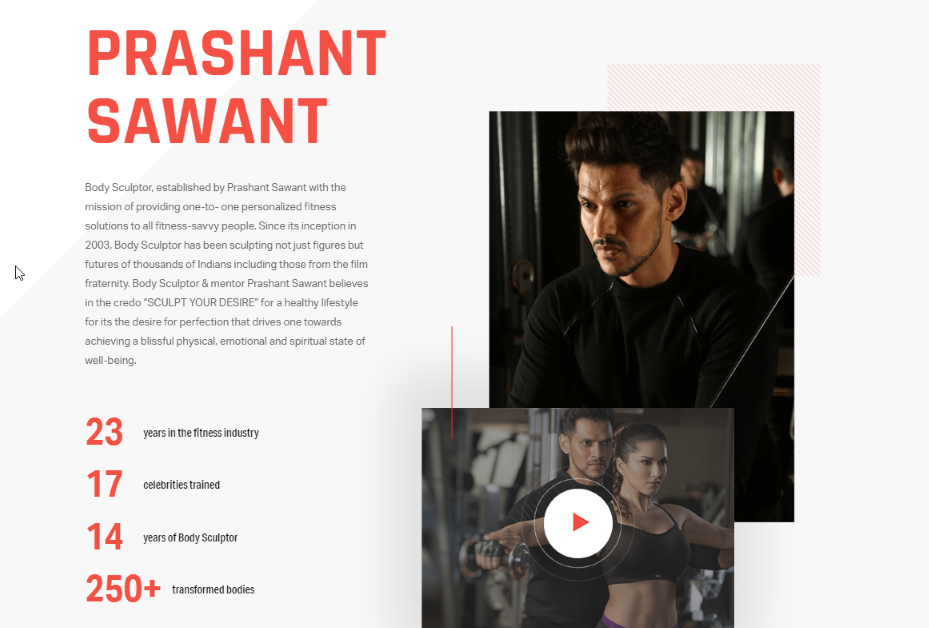 PRASHANT
SAWANT
Body Sculptor, established by Prashant Sawant with the
mission of providing one-to- one personalized fitness
solutions to all fitness-savvy people. Since its inception in
2003, Body Sculptor has been sculpting not just figures but
futures of thousands of Indians including those from the film
fraternity. Body Sculptor & mentor Prashant Sawant believes
in the credo “SCULPT YOUR DESIRE” for a healthy lifestyle
for its the desire for perfection that drives one towards
achieving a blissful physical, emotional and spiritual state of
well-being.
23 years in the fitness industry
17 celebrities trained
14 years of Body Sculptor
250+ transformed bodies